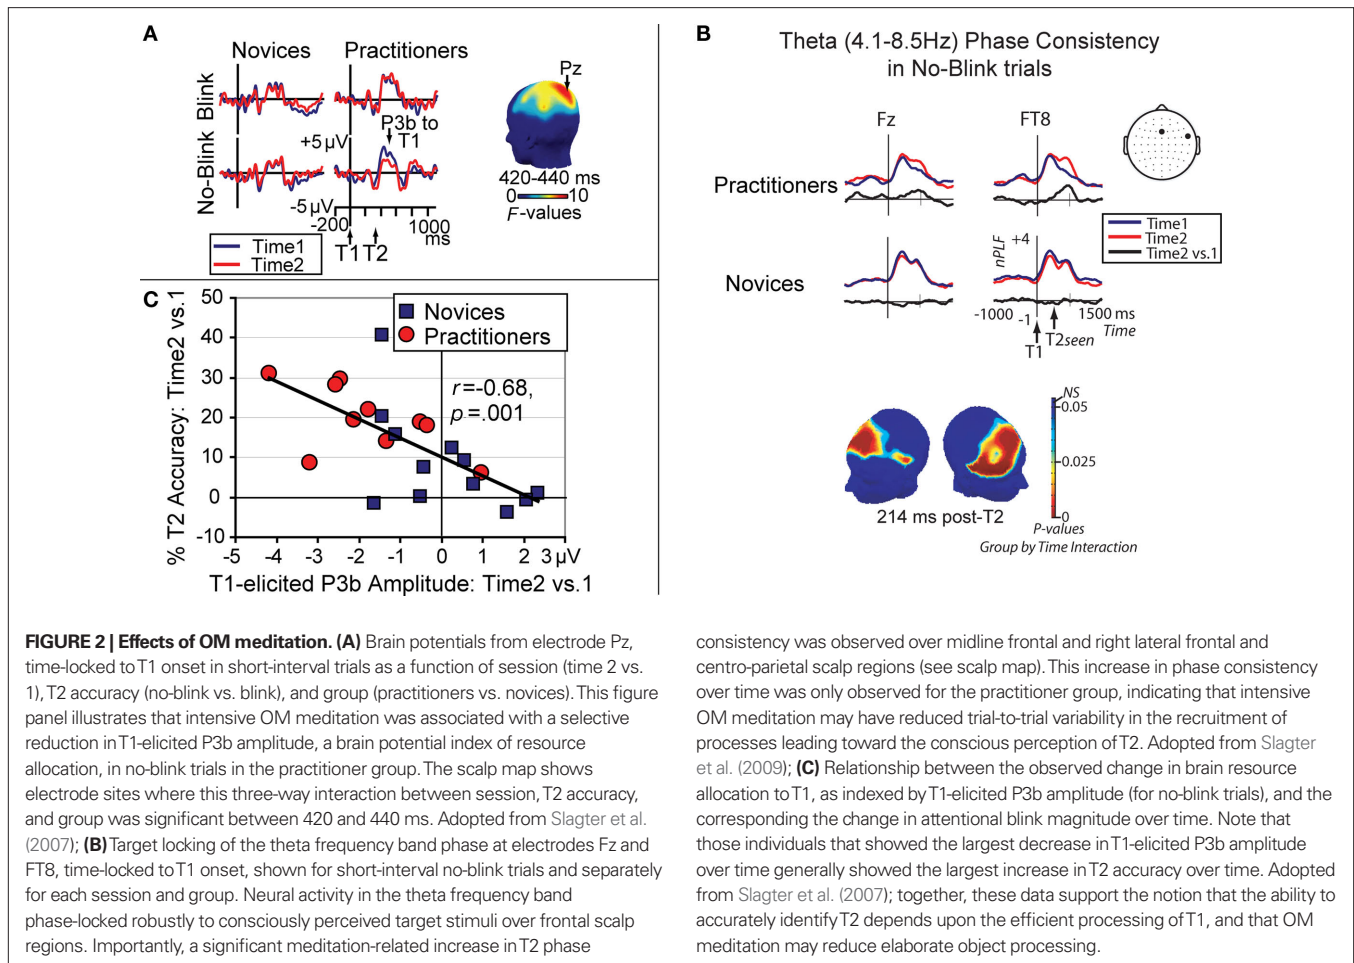 A
Novices
Practitioners
Blink
No-Blink
+5 µV
-5 µV
-200
1000
ms
P3b to
T1
T1 T2
Time1
Time2
Pz
420-440 ms
0
10
F-values
B
Theta (4.1-8.5Hz) Phase Consistency
in No-Blink trials
Fz
FT8
Practitioners
Novices
Time1
Time2
Time2 vs.1
nPLF
+4
-1000
-1
1500 ms
Time
T1
T2seen
NS
0.05
0.025
0
214 ms post-T2
P-values
Group by Time Interaction
C
% T2 Accuracy: Time2 vs.1
50
40
30
20
10
0
-10
Novices
Practitioners
r=-0.68,
p=.001
-5 -4 -3 -2 -1 0 1 2 3 µV
T1-elicited P3b Amplitude: Time2 vs.1
FIGURE 2 | Effects of OM meditation. (A) Brain potentials from electrode Pz,
time-locked to T1 onset in short-interval trials as a function of session (time 2 vs.
1), T2 accuracy (no-blink vs. blink), and group (practitioners vs. novices). This figure
panel illustrates that intensive OM meditation was associated with a selective
reduction in T1-elicited P3b amplitude, a brain potential index of resource
allocation, in no-blink trials in the practitioner group. The scalp map shows
electrode sites where this three-way interaction between session, T2 accuracy,
and group was significant between 420 and 440 ms. Adopted from Slagter et al.
(2007); (B) Target locking of the theta frequency band phase at electrodes Fz and
FT8, time-locked to T1 onset, shown for short-interval no-blink trials and separately
for each session and group. Neural activity in the theta frequency band
phase-locked robustly to consciously perceived target stimuli over frontal scalp
regions. Importantly, a significant meditation-related increase in T2 phase
consistency was observed over midline frontal and right lateral frontal and
centro-parietal scalp regions (see scalp map). This increase in phase consistency
over time was only observed for the practitioner group, indicating that intensive
OM meditation may have reduced trial-to-trial variability in the recruitment of
processes leading toward the conscious perception of T2. Adopted from Slagter
et al. (2009); (C) Relationship between the observed change in brain resource
allocation to T1, as indexed by T1-elicited P3b amplitude (for no-blink trials), and the
corresponding the change in attentional blink magnitude over time. Note that
those individuals that showed the largest decrease in T1-elicited P3b amplitude
over time generally showed the largest increase in T2 accuracy over time. Adopted
from Slagter et al. (2007); together, these data support the notion that the ability to
accurately identify T2 depends upon the efficient processing of T1, and that OM
meditation may reduce elaborate object processing.